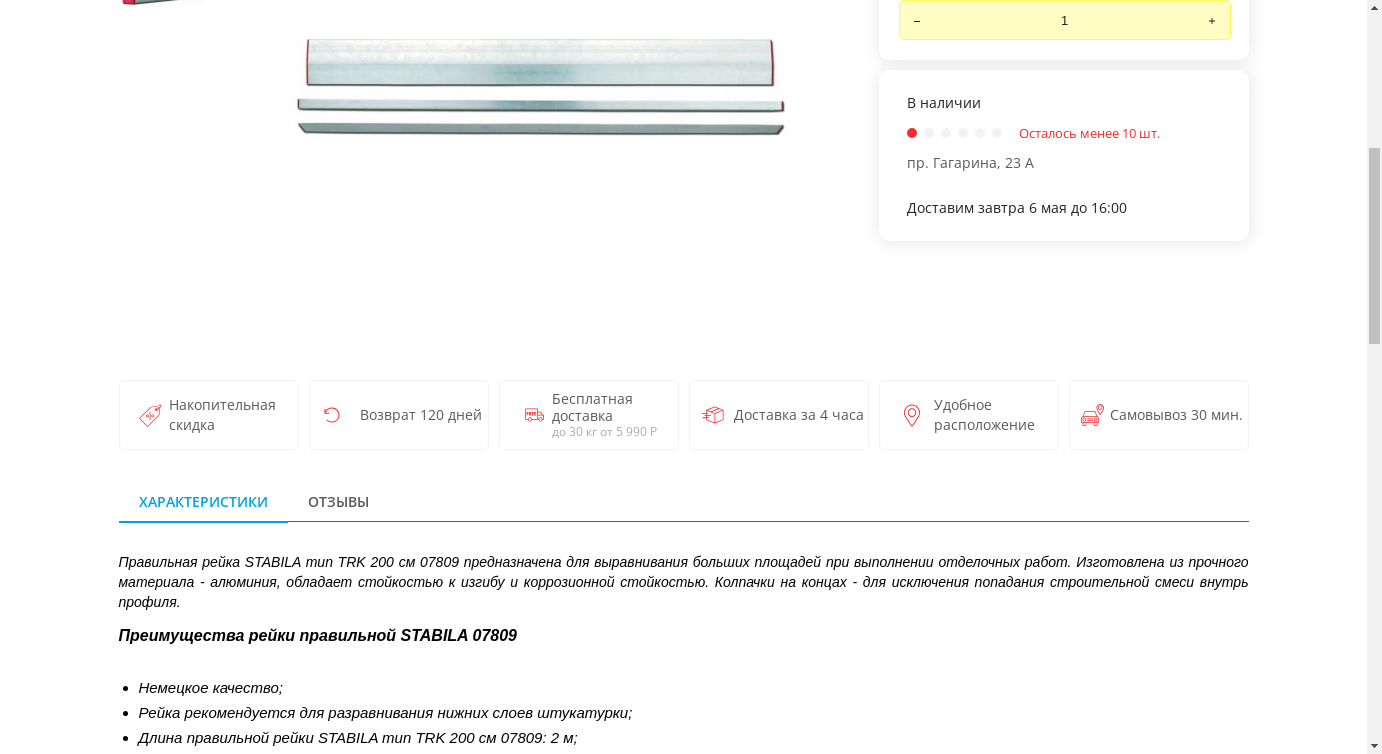 –
1
+
В наличии
Осталось менее 10 шт.
пр. Гагарина, 23 А
Доставим завтра 6 мая до 16:00
Накопительная
скидка
Возврат 120 дней
Бесплатная
доставка
до 30 кг от 5 990 Р
Доставка за 4 часа
Удобное
расположение
Самовывоз 30 мин.
ХАРАКТЕРИСТИКИ
ОТЗЫВЫ
Правильная рейка STABILA тип TRK 200 см 07809 предназначена для выравнивания больших площадей при выполнении отделочных работ. Изготовлена из прочного
материала - алюминия, обладает стойкостью к изгибу и коррозионной стойкостью. Колпачки на концах - для исключения попадания строительной смеси внутрь
профиля.
Преимущества рейки правильной STABILA 07809
Немецкое качество;
Рейка рекомендуется для разравнивания нижних слоев штукатурки;
Длина правильной рейки STABILA тип TRK 200 см 07809: 2 м;